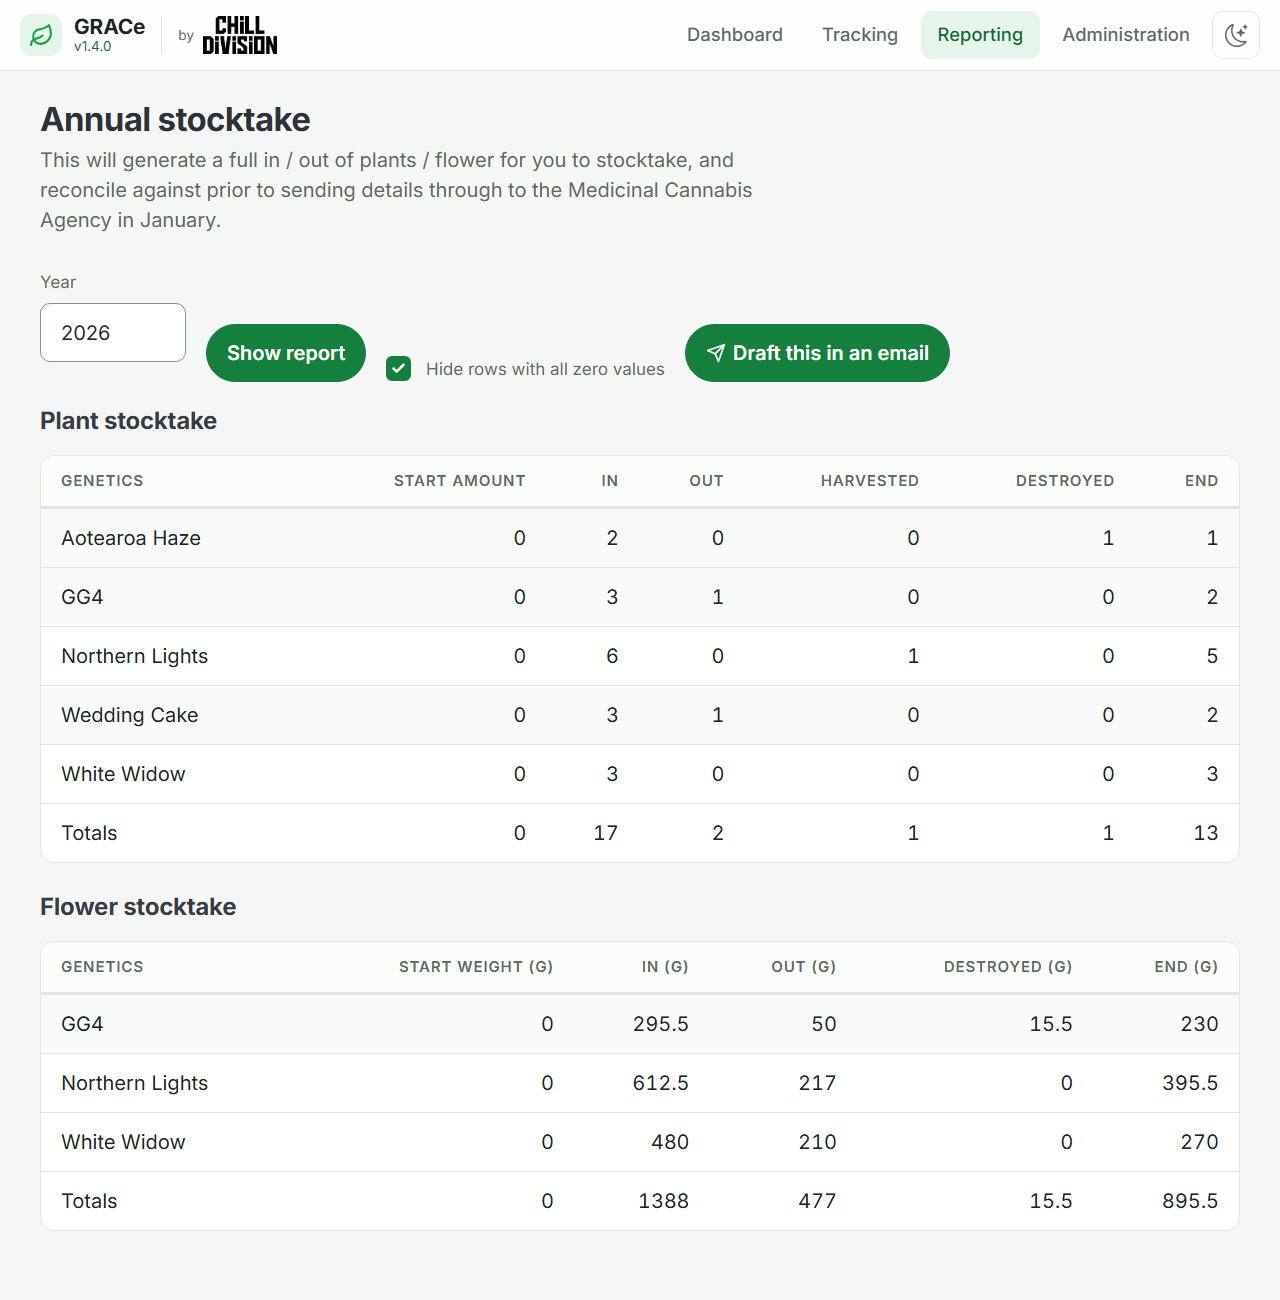 GRACe
v1.4.0
by
CHILL
DIVISION
Dashboard
Tracking
Reporting
Administration
Annual stocktake
This will generate a full in / out of plants / flower for you to stocktake, and
reconcile against prior to sending details through to the Medicinal Cannabis
Agency in January.
Year
2026
Show report
Hide rows with all zero values
Draft this in an email
Plant stocktake
GENETICS START AMOUNT IN OUT HARVESTED DESTROYED END
Aotearoa Haze 0 2 0 0 1 1
GG4 0 3 1 0 0 2
Northern Lights 0 6 0 1 0 5
Wedding Cake 0 3 1 0 0 2
White Widow 0 3 0 0 0 3
Totals 0 17 2 1 1 13
Flower stocktake
GENETICS START WEIGHT (G) IN (G) OUT (G) DESTROYED (G) END (G)
GG4 0 295.5 50 15.5 230
Northern Lights 0 612.5 217 0 395.5
White Widow 0 480 210 0 270
Totals 0 1388 477 15.5 895.5